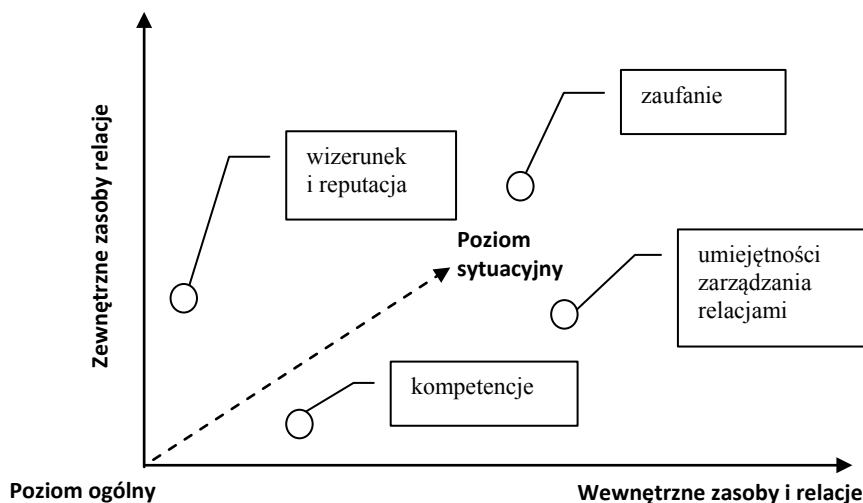 zaufanie
wizerunek
i reputacja
Zewnętrzne zasoby relacje
Poziom
sytuacyjny
umiejętności
zarządzania
relacjami
kompetencje
Poziom ogólny
Wewnętrzne zasoby i relacje